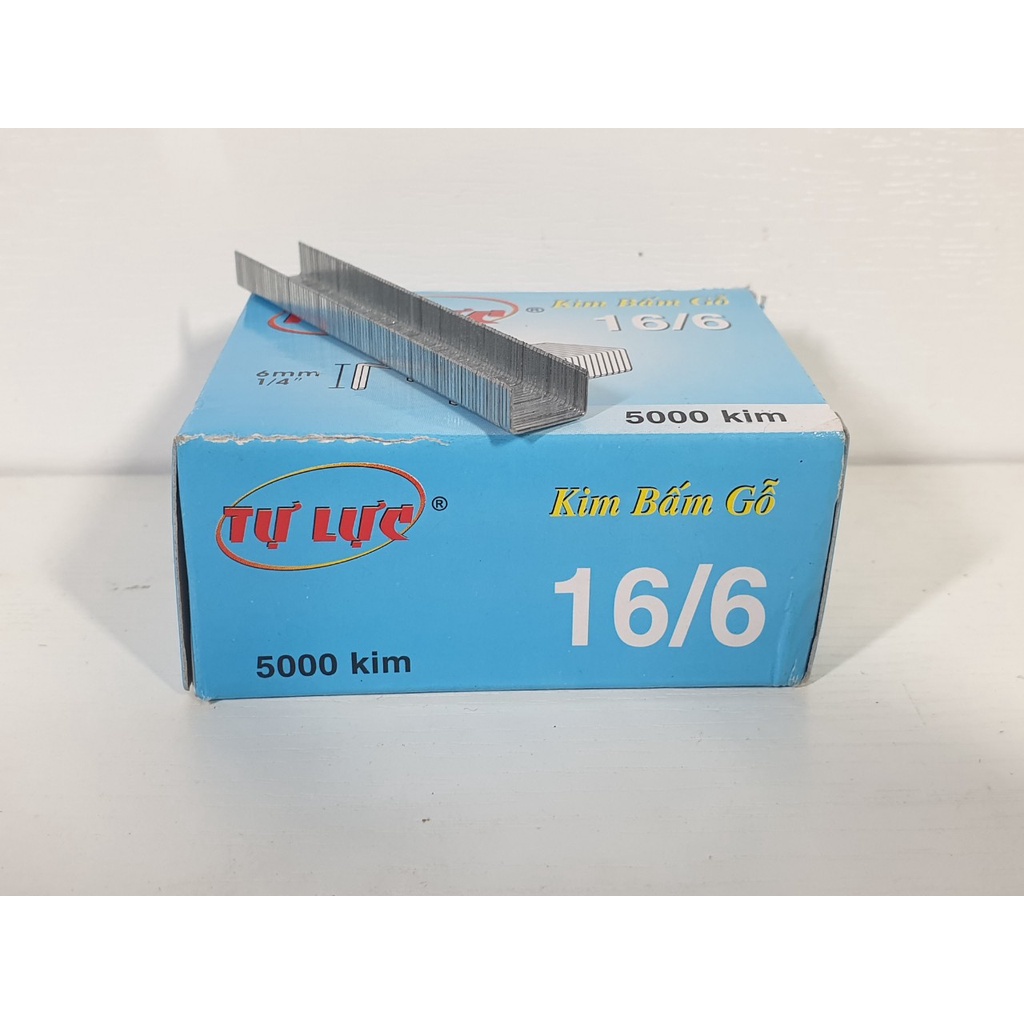 Kim Bấm Gỗ
®
16/6
6mm
1/4"
5000 kim
TỰ LỰC ®
Kim Bấm Gỗ
16/6
5000 kim